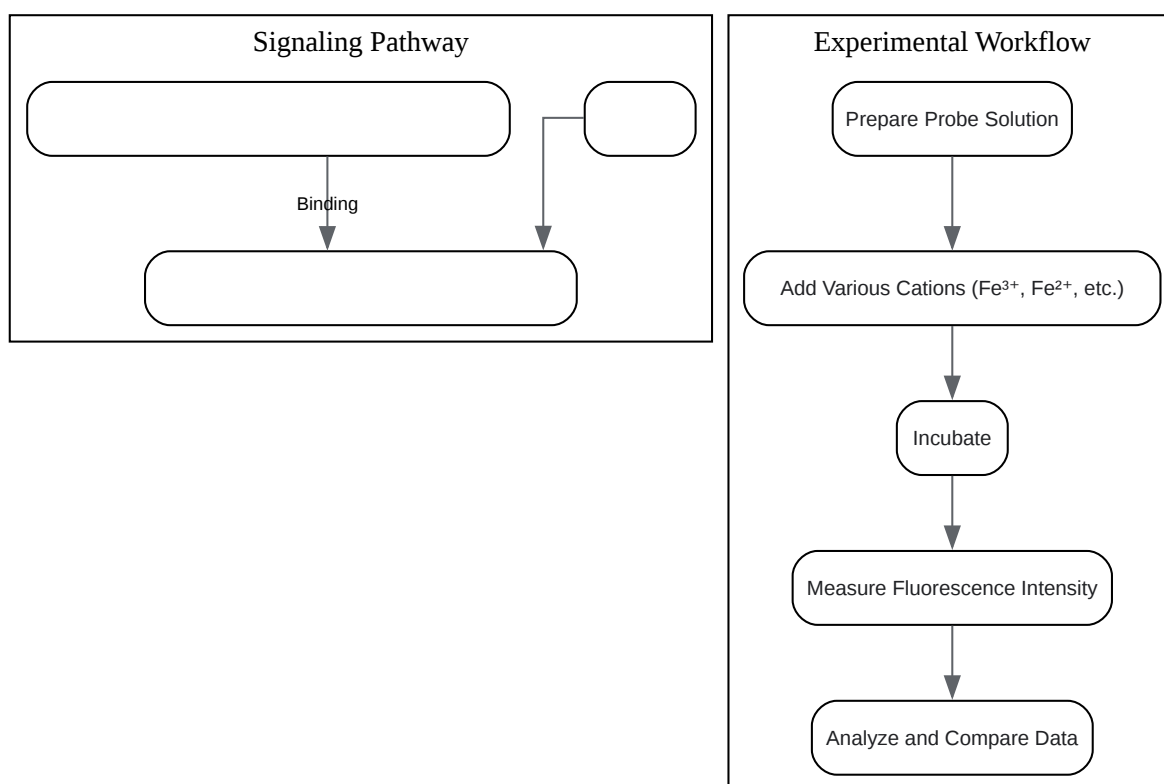 Signaling Pathway
Binding
Experimental Workflow
Prepare Probe Solution
Add Various Cations (Fe³⁺, Fe²⁺, etc.)
Incubate
Measure Fluorescence Intensity
Analyze and Compare Data